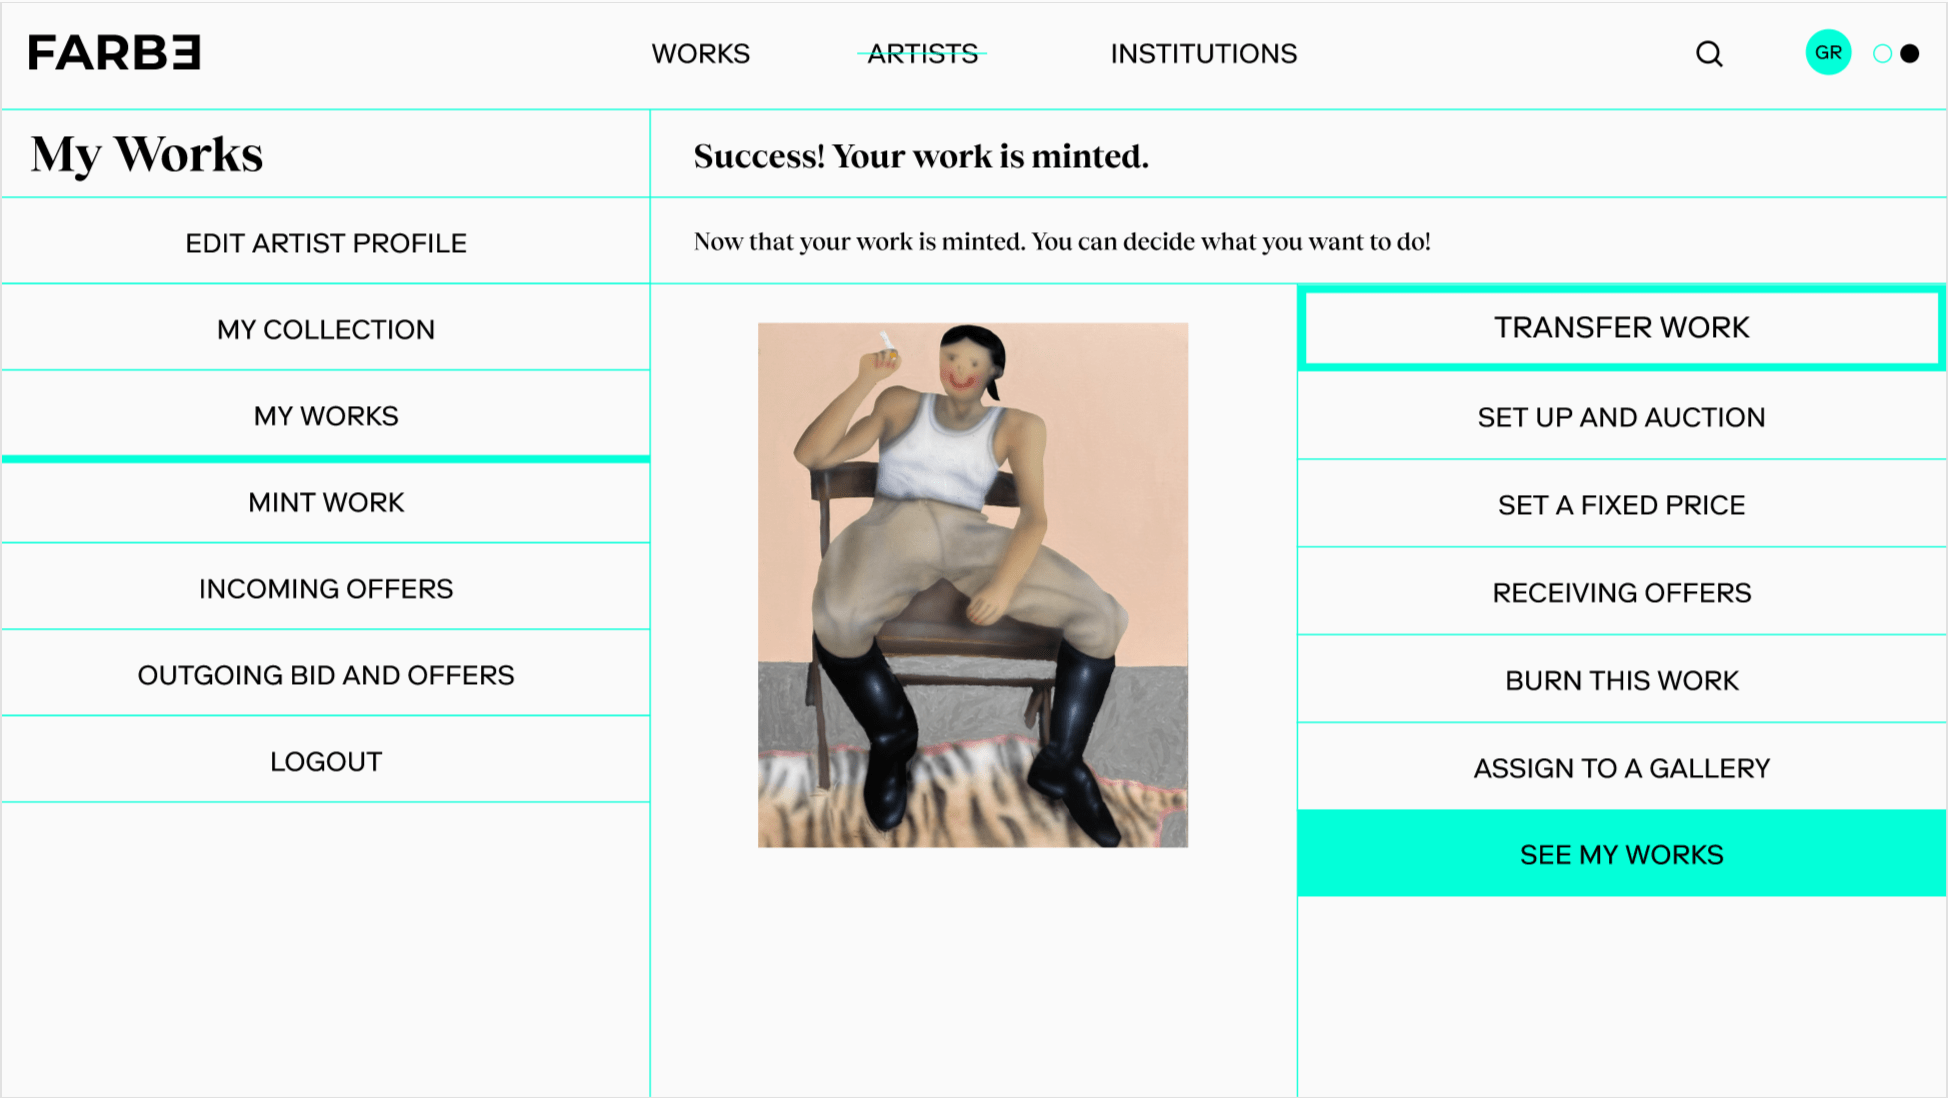 FARBƎ
WORKS
ARTISTS
INSTITUTIONS
GR
My Works
Success! Your work is minted.
EDIT ARTIST PROFILE
Now that your work is minted. You can decide what you want to do!
MY COLLECTION
MY WORKS
MINT WORK
INCOMING OFFERS
OUTGOING BID AND OFFERS
LOGOUT
TRANSFER WORK
SET UP AND AUCTION
SET A FIXED PRICE
RECEIVING OFFERS
BURN THIS WORK
ASSIGN TO A GALLERY
SEE MY WORKS